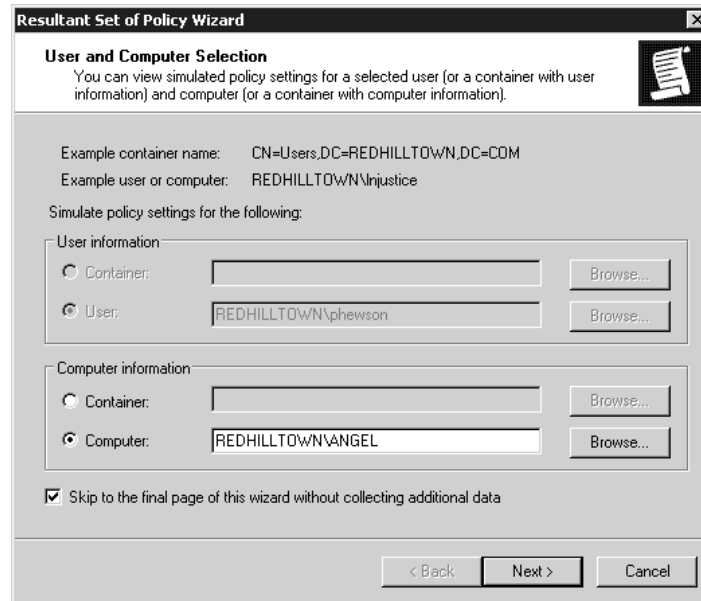 Resultant Set of Policy Wizard
User and Computer Selection
You can view simulated policy settings for a selected user (or a container with user
information) and computer (or a container with computer information).
Example container name: CN=Users,DC=REDHILLTOWN,DC=COM
Example user or computer: REDHILLTOWN\Injustice
Simulate policy settings for the following:
User information
Container: Browse...
User: REDHILLTOWN\phewson Browse...
Computer information
Container: Browse...
Computer: REDHILLTOWN\ANGEL Browse...
Skip to the final page of this wizard without collecting additional data
< Back Next > Cancel